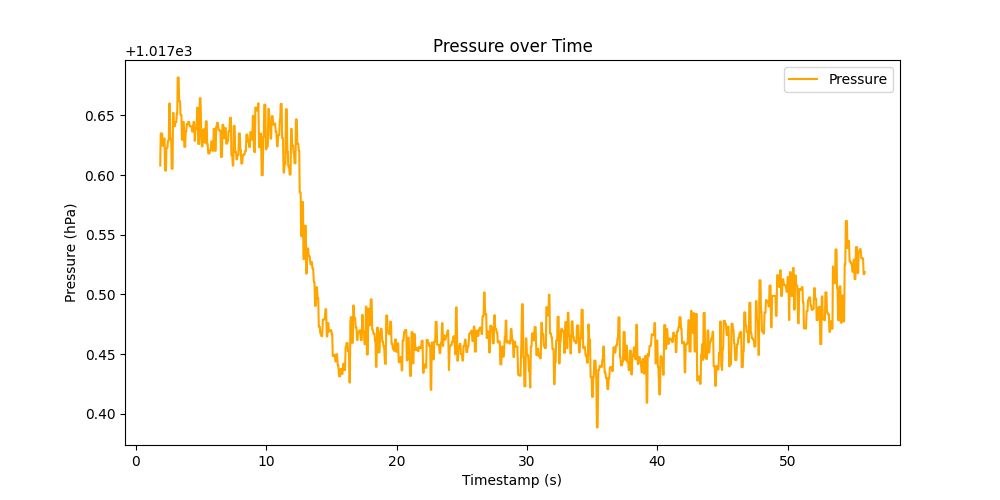 Pressure over Time
+1.017e3
Pressure
0.65
0.60
0.55
0.50
0.45
0.40
Pressure (hPa)
0 10 20 30 40 50
Timestamp (s)